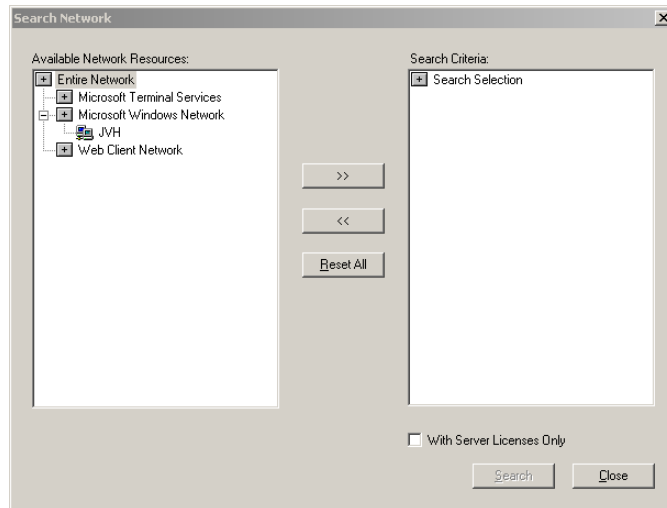 Search Network
Available Network Resources:
Entire Network
Microsoft Terminal Services
Microsoft Windows Network
JVH
Web Client Network
>>
<<
Reset All
Search Criteria:
Search Selection
With Server Licenses Only
Search
Close